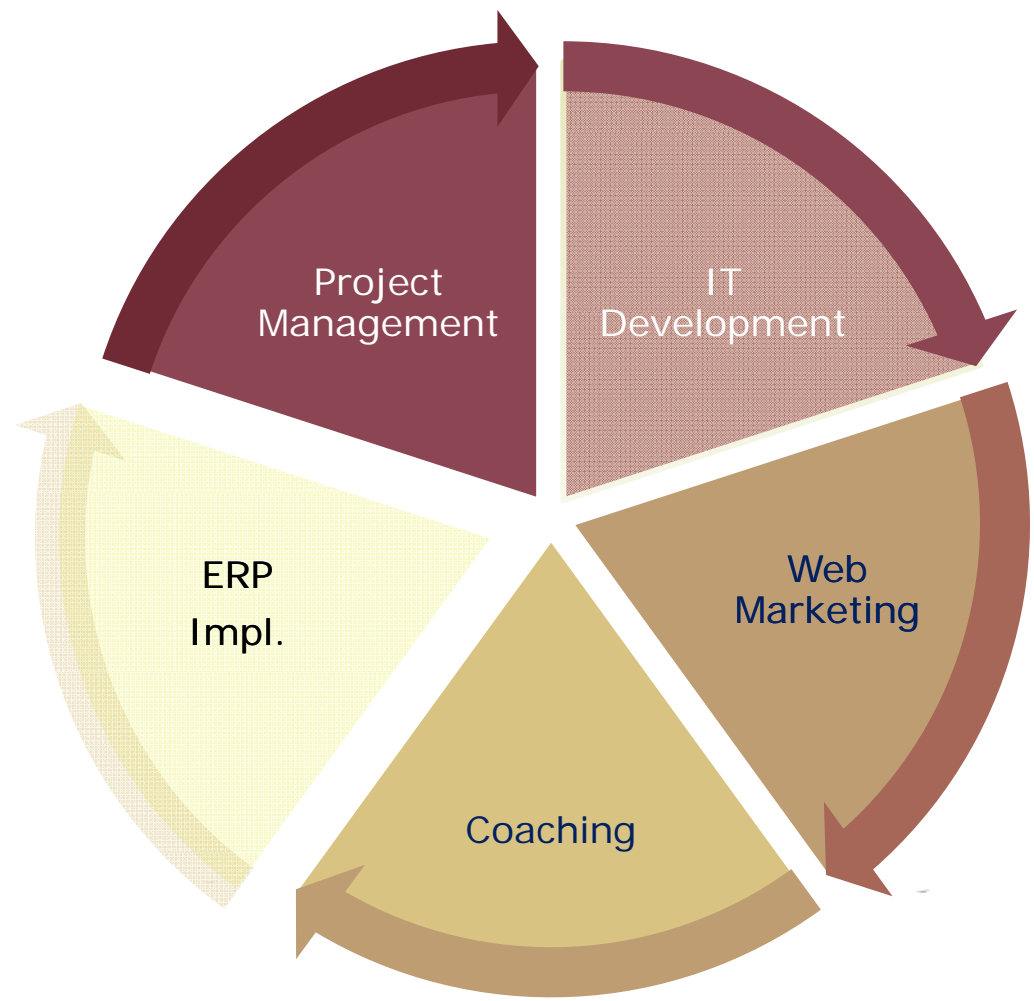 Project
Management
IT
Development
Web
Marketing
Coaching
ERP
Impl.